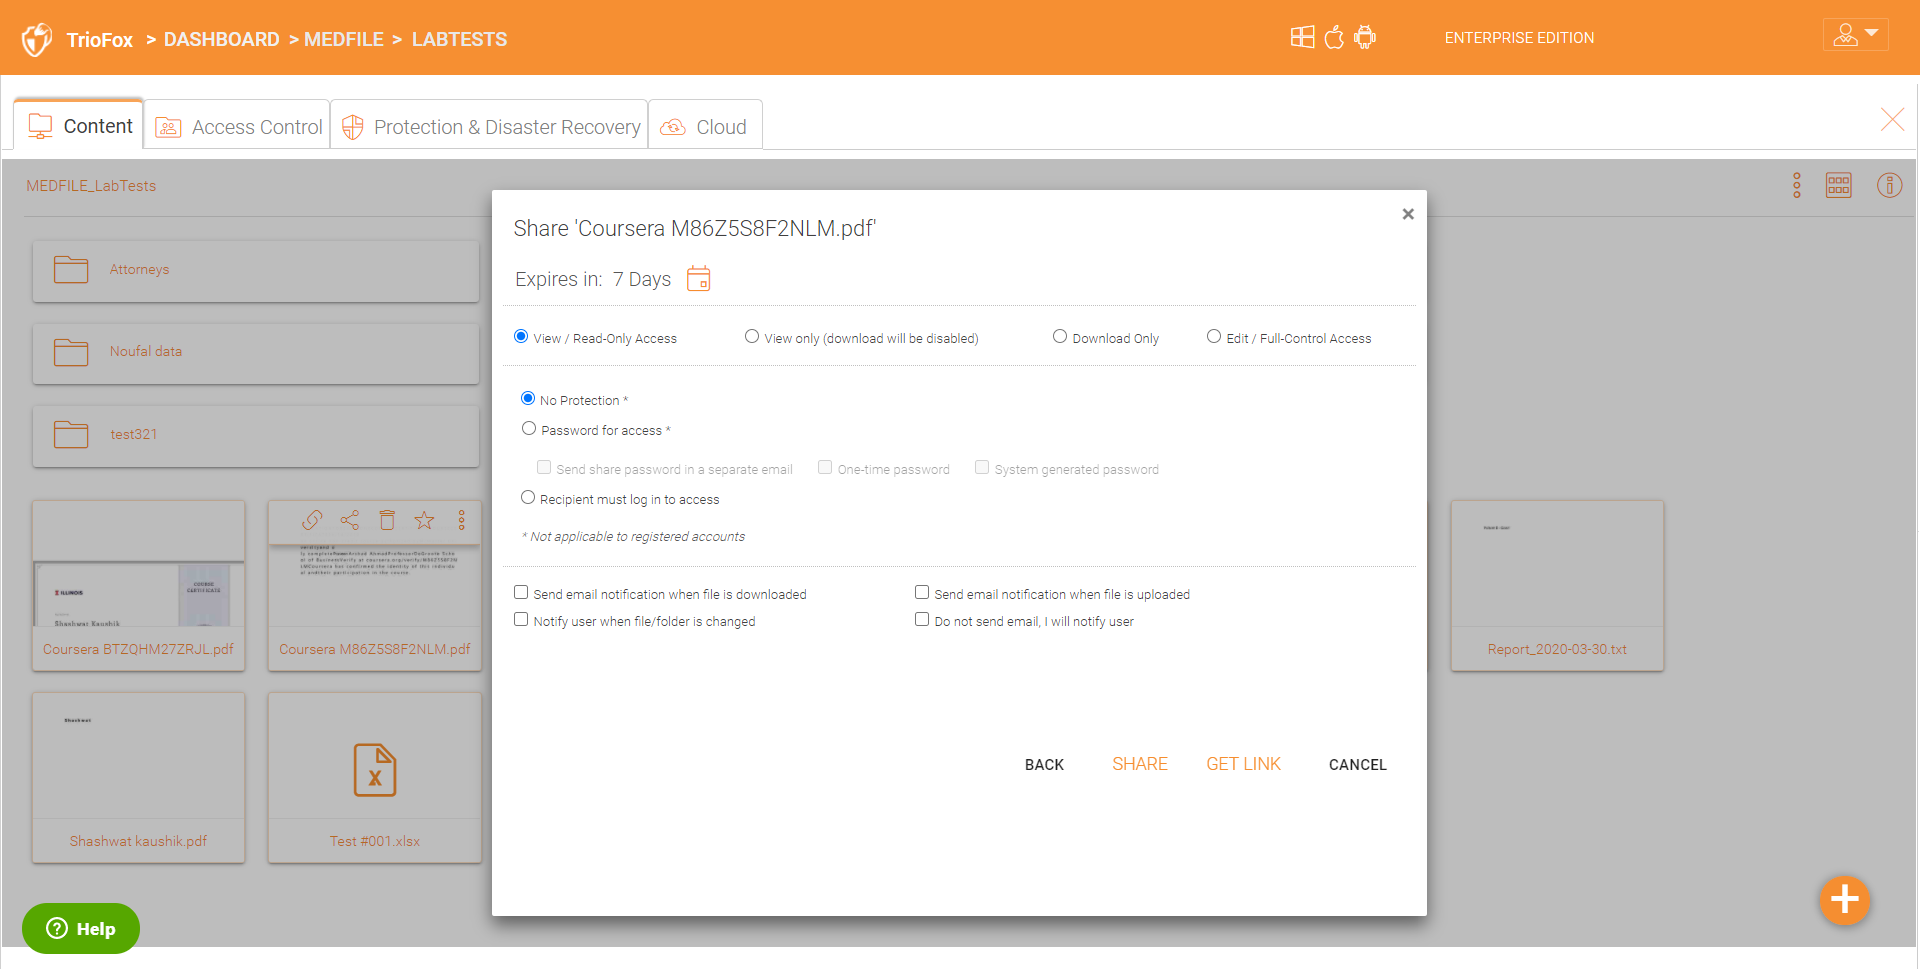 TrioFox > DASHBOARD > MEDFILE > LABTESTS
ENTERPRISE EDITION
Content
Access Control
Protection & Disaster Recovery
Cloud
MEDFILE_LabTests
Attorneys
Noufal data
test321
COURSE
CERTIFICATE
ILLINOIS
Shashwat Kaushik
Coursera BTZQHM27ZRJL.pdf
Coursera M86Z5S8F2NLM.pdf
Shashwat
Shashwat kaushik.pdf
Test #001.xlsx
Report_2020-03-30.txt
Share 'Coursera M86Z5S8F2NLM.pdf'
×
Expires in: 7 Days
View / Read-Only Access
View only (download will be disabled)
Download Only
Edit / Full-Control Access
No Protection *
Password for access *
Send share password in a separate email
One-time password
System generated password
Recipient must log in to access
* Not applicable to registered accounts
Send email notification when file is downloaded
Send email notification when file is uploaded
Notify user when file/folder is changed
Do not send email, I will notify user
BACK
SHARE
GET LINK
CANCEL
Help